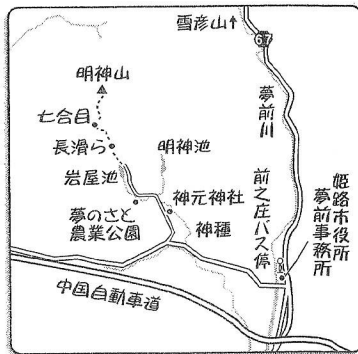 雪彦山↑
67
明神山
夢前川
七合目
長滑ら
明神池
岩屋池
前之庄バス停
姫路市役所
夢前事務所
神元神社
夢のさと
農業公園
神種
中国自動車道